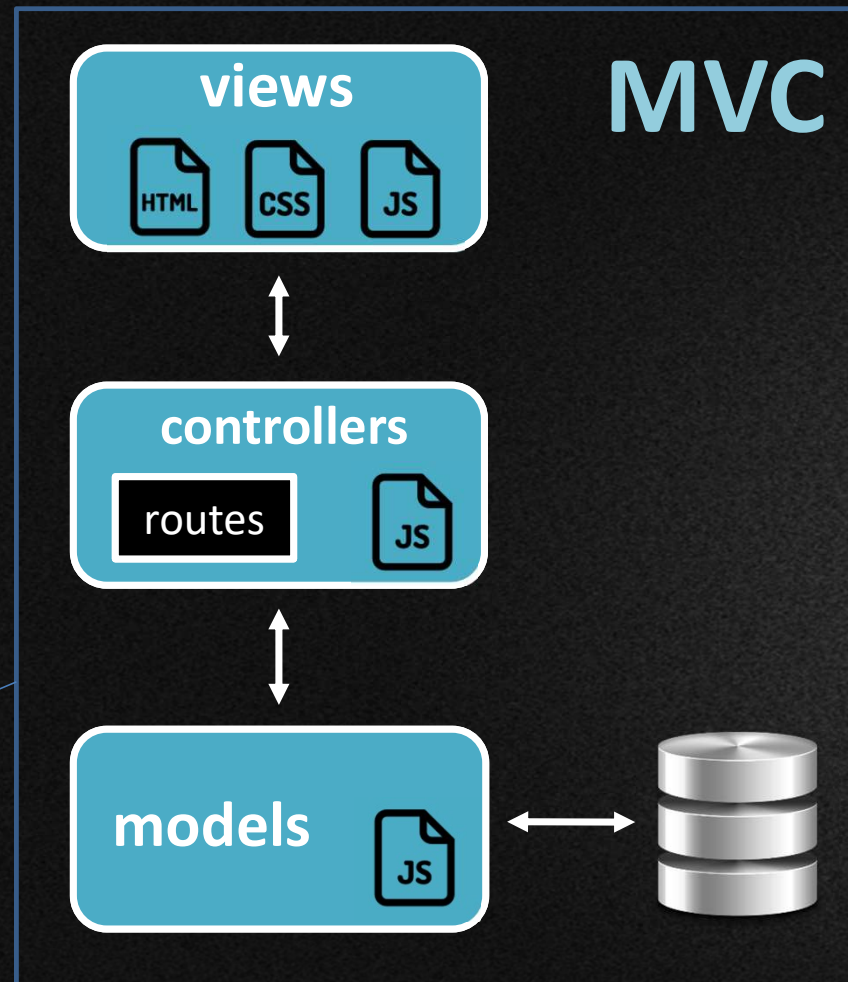 MVC
views
HTML CSS JS
controllers
routes JS
models
JS